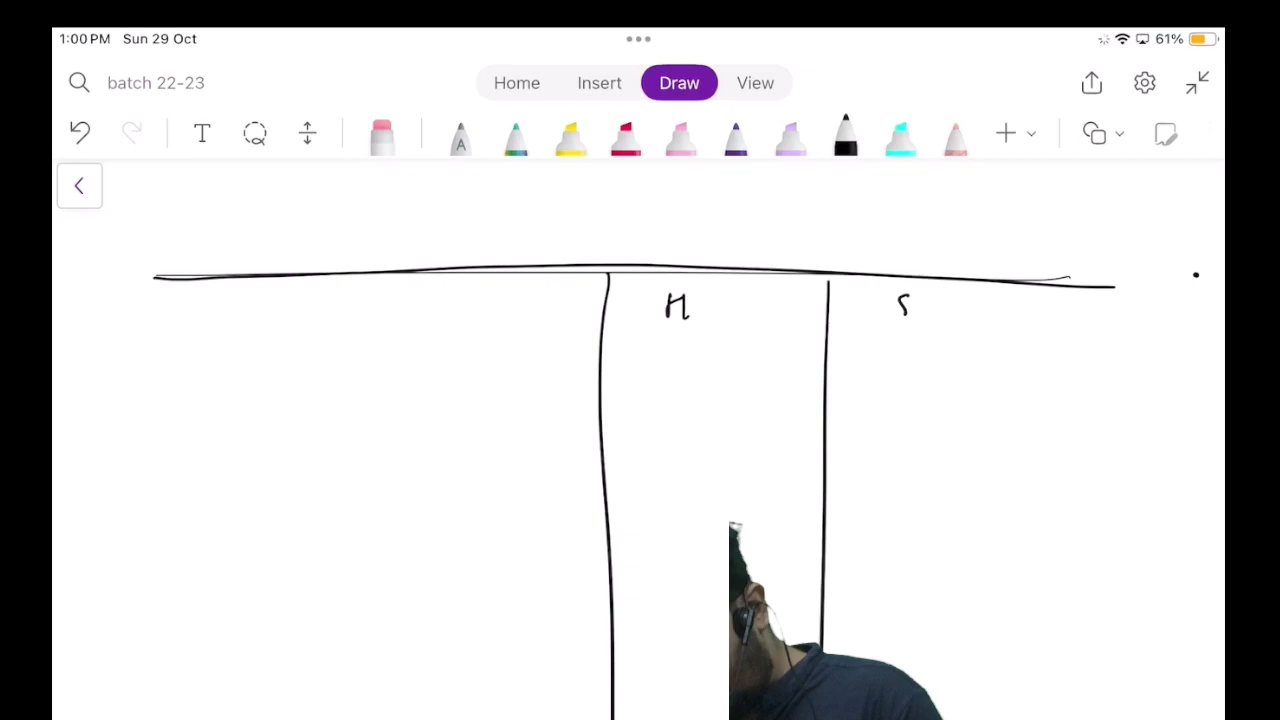 1:00 PM Sun 29 Oct
61%
batch 22-23
Home Insert Draw View
T
A
H S